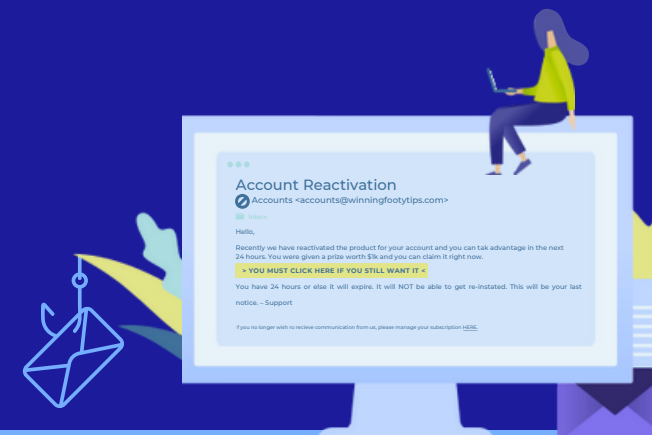 Account Reactivation
Accounts <accounts@winningfootytips.com>
Inbox
Hello,
Recently we have reactivated the product for your account and you can tak advantage in the next
24 hours. You were given a prize worth $1k and you can claim it right now.
> YOU MUST CLICK HERE IF YOU STILL WANT IT <
You have 24 hours or else it will expire. It will NOT be able to get re-instated. This will be your last
notice. – Support
If you no longer wish no recieve communication from us, please manage your subscription HERE.